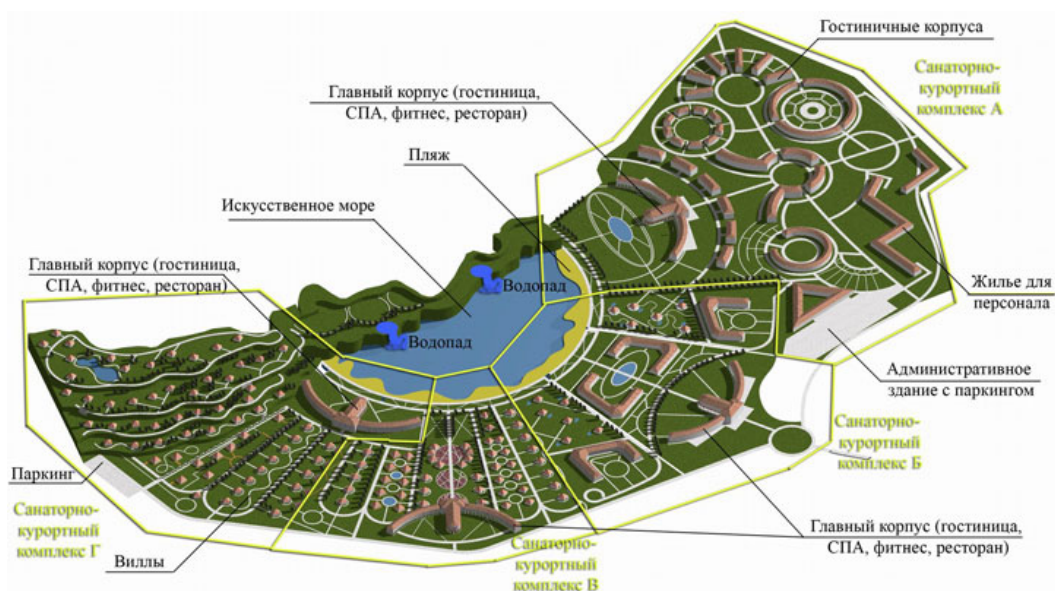 Гостиничные корпуса
Санаторно-
курортный
комплекс А
Главный корпус (гостиница,
СПА, фитнес, ресторан)
Пляж
Искусственное море
Главный корпус (гостиница,
СПА, фитнес, ресторан)
Водопад
Водопад
Жилье для
персонала
Административное
здание с паркингом
Санаторно-
курортный
комплекс Б
Паркинг
Санаторно-
курортный
комплекс Г
Виллы
Санаторно-
курортный
комплекс В
Главный корпус (гостиница,
СПА, фитнес, ресторан)